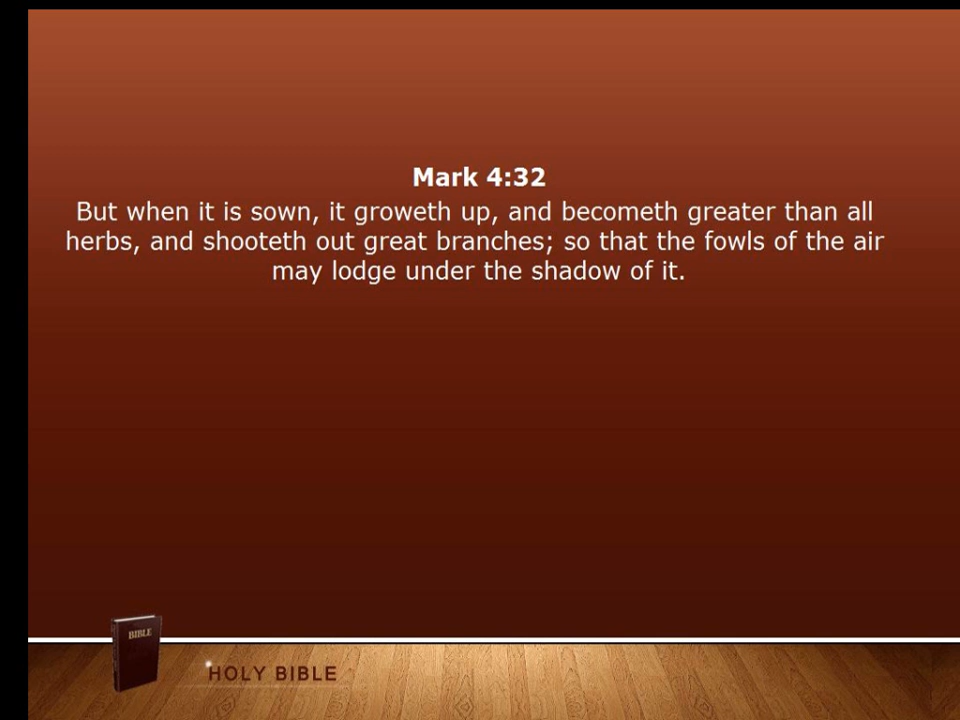 Mark 4:32
But when it is sown, it groweth up, and becometh greater than all
herbs, and shooteth out great branches; so that the fowls of the air
may lodge under the shadow of it.
BIBLE
HOLY BIBLE